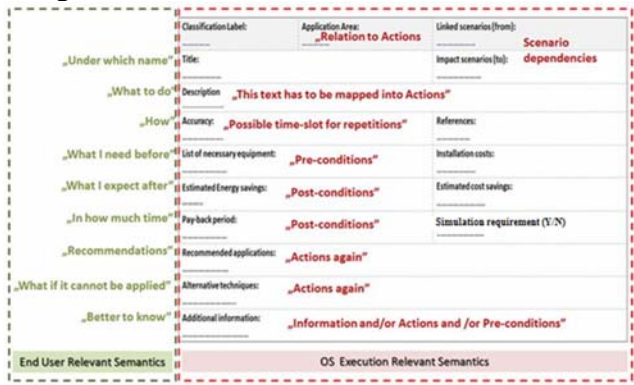 Classification Label: Application Area: Linked scenarios (from):
„Relation to Actions
Scenario dependencies
„Under which name" Title: Impact scenarios (to):
„What to do" Description „This text has to be mapped into Actions"
„How" Accuracy: „Possible time-slot for repetitions" References:
„What I need before" List of necessary equipment: „Pre-conditions" Installation costs:
„What I expect after" Estimated Energy savings: „Post-conditions" Estimated cost savings:
„In how much time" Pay-back period: „Post-conditions" Simulation requirement (Y/N)
„Recommendations" Recommended applications: „Actions again"
„What if it cannot be applied" Alternative techniques: „Actions again"
„Better to know" Additional information: „Information and/or Actions and /or Pre-conditions"
End User Relevant Semantics OS Execution Relevant Semantics